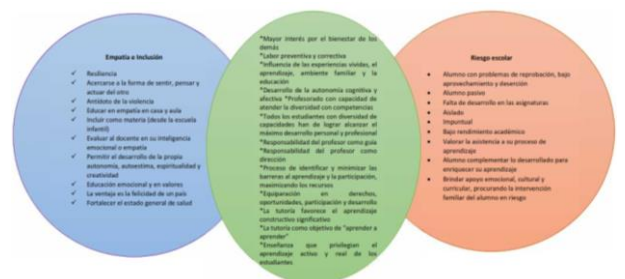 Empatía e Inclusión
✓ Resiliencia
✓ Acercarse a la forma de sentir, pensar y
actuar del otro
✓ Antídoto de la violencia
✓ Educar en empatía en casa y aula
✓ Incluir como materia (desde la escuela
infantil)
✓ Evaluar al docente en su inteligencia
emocional o empatía
✓ Permitir el desarrollo de la propia
autonomía, autoestima, espiritualidad y
creatividad
✓ Educación emocional y en valores
✓ La ventaja es la felicidad de un país
✓ Fortalecer el estado general de salud
*Mayor interés por el bienestar de los
demás
*Labor preventiva y correctiva
*Influencia de las experiencias vividas, el
aprendizaje, ambiente familiar y la
educación
*Desarrollo de la autonomía cognitiva y
afectiva *Profesorado con capacidad de
atender la diversidad con competencias
*Todos los estudiantes con diversidad de
capacidades han de lograr alcanzar el
máximo desarrollo personal y profesional
*Responsabilidad del profesor como guía
*Responsabilidad del profesor como
dirección
*Proceso de identificar y minimizar las
barreras al aprendizaje y la participación,
maximizando los recursos
*Equiparación en derechos,
oportunidades, participación y desarrollo
*La tutoría favorece el aprendizaje
constructivo significativo
*La tutoría como objetivo de "aprender a
aprender"
*Enseñanza que privilegian el
aprendizaje activo y real de los
estudiantes
Riesgo escolar
• Alumno con problemas de reprobación, bajo
aprovechamiento y deserción
• Alumno pasivo
• Falta de desarrollo en las asignaturas
• Aislado
• Impuntual
• Bajo rendimiento académico
• Valorar la asistencia a su proceso de
aprendizaje
• Alumno complementar lo desarrollado para
enriquecer su aprendizaje
• Brindar apoyo emocional, cultural y
curricular, procurando la intervención
familiar del alumno en riesgo